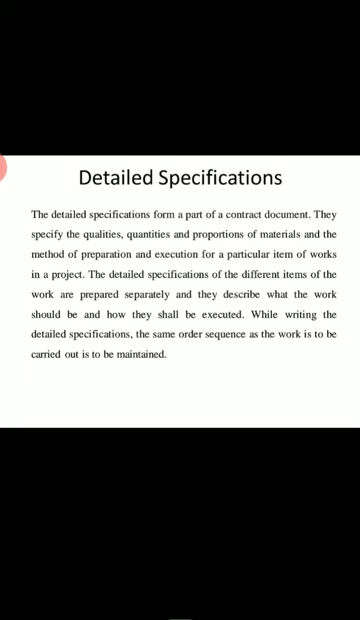 Detailed Specifications
The detailed specifications form a part of a contract document. They
specify the qualities, quantities and proportions of materials and the
method of preparation and execution for a particular item of works
in a project. The detailed specifications of the different items of the
work are prepared separately and they describe what the work
should be and how they shall be executed. While writing the
detailed specifications, the same order sequence as the work is to be
carried out is to be maintained.